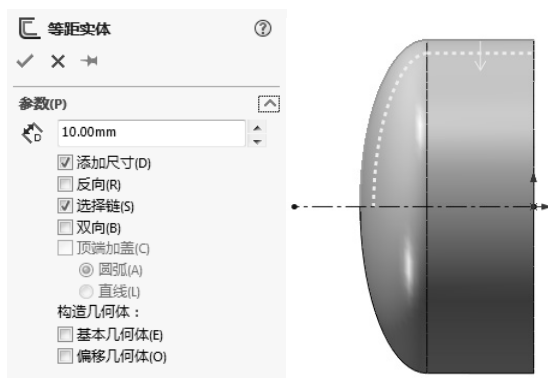 等距实体
参数(P)
10.00mm
添加尺寸(D)
反向(R)
选择链(S)
双向(B)
顶端加盖(C)
圆弧(A)
直线(L)
构造几何体：
基本几何体(E)
偏移几何体(O)